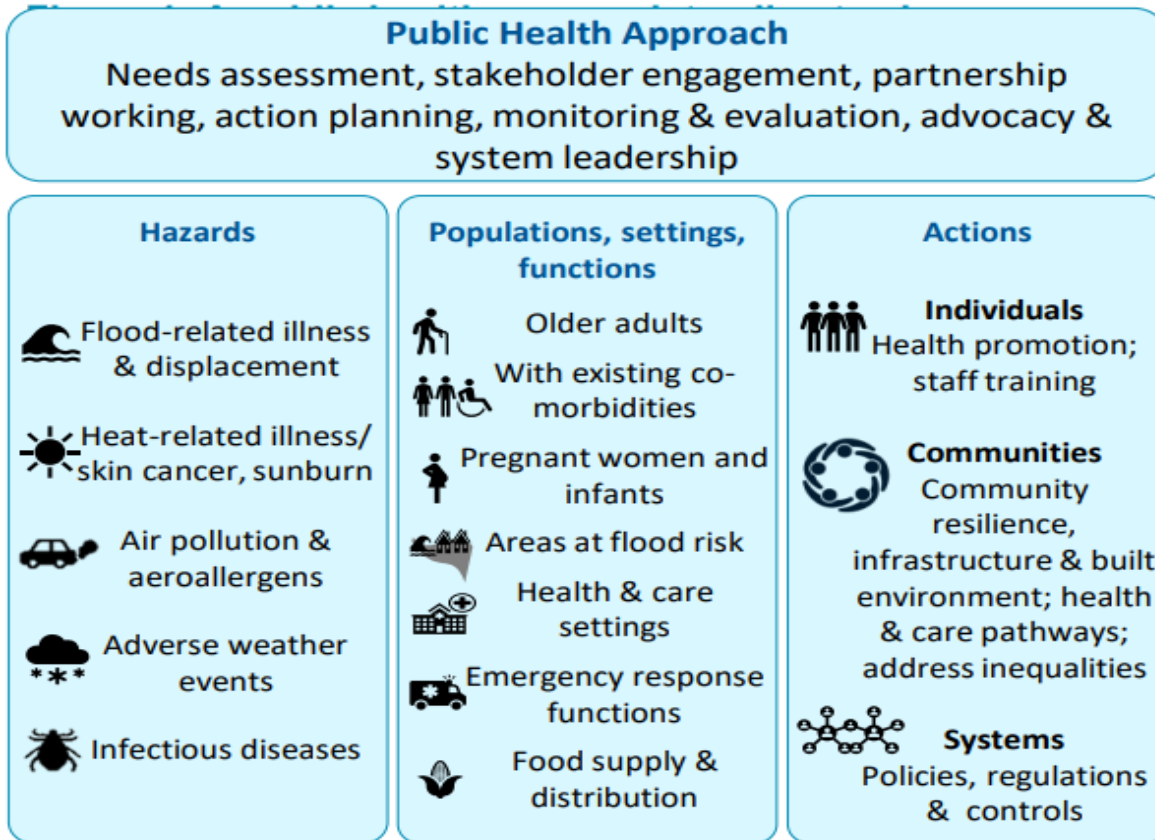 Public Health Approach
Needs assessment, stakeholder engagement, partnership
working, action planning, monitoring & evaluation, advocacy &
system leadership
Hazards
Flood-related illness
& displacement
Heat-related illness/
skin cancer, sunburn
Air pollution &
aeroallergens
Adverse weather
events
Infectious diseases
Populations, settings,
functions
Older adults
With existing co-
morbidities
Pregnant women and
infants
Areas at flood risk
Health & care
settings
Emergency response
functions
Food supply &
distribution
Actions
Individuals
Health promotion;
staff training
Communities
Community
resilience,
infrastructure & built
environment; health
& care pathways;
address inequalities
Systems
Policies, regulations
& controls